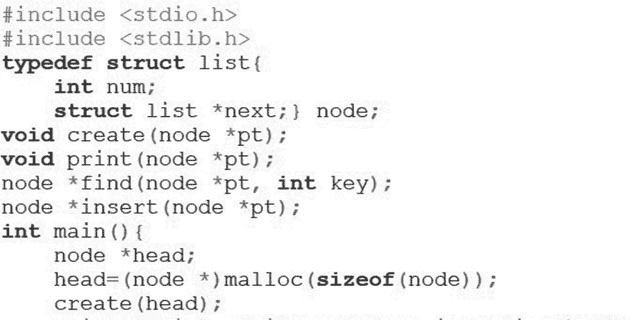 #include <stdio.h>
#include <stdlib.h>
typedef struct list{
    int num;
    struct list *next;} node;
void create(node *pt);
void print(node *pt);
node *find(node *pt, int key);
node *insert(node *pt);
int main(){
    node *head;
    head=(node *)malloc(sizeof(node));
    create(head);